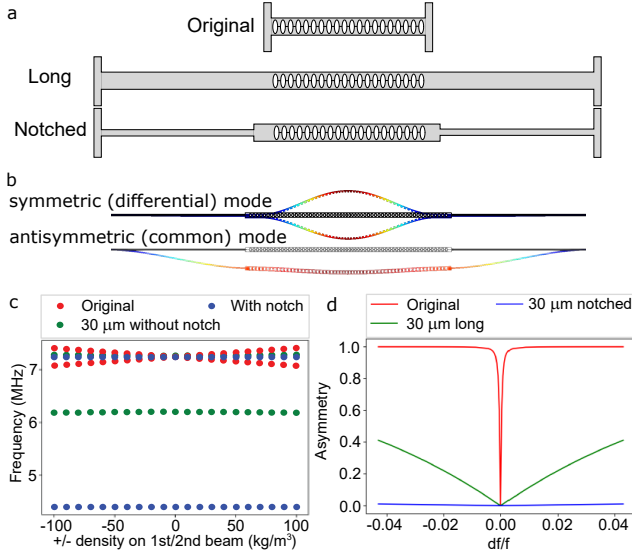 a
Original
Long
Notched
b
symmetric (differential) mode
antisymmetric (common) mode
c
Original
With notch
30 μm without notch
Frequency (MHz)
7
6
5
-100
-50
0
50
100
+/- density on 1st/2nd beam (kg/m³)
d
Original
30 μm notched
30 μm long
Asymmetry
1.0
0.8
0.6
0.4
0.2
0.0
-0.04
-0.02
0.00
0.02
0.04
df/f